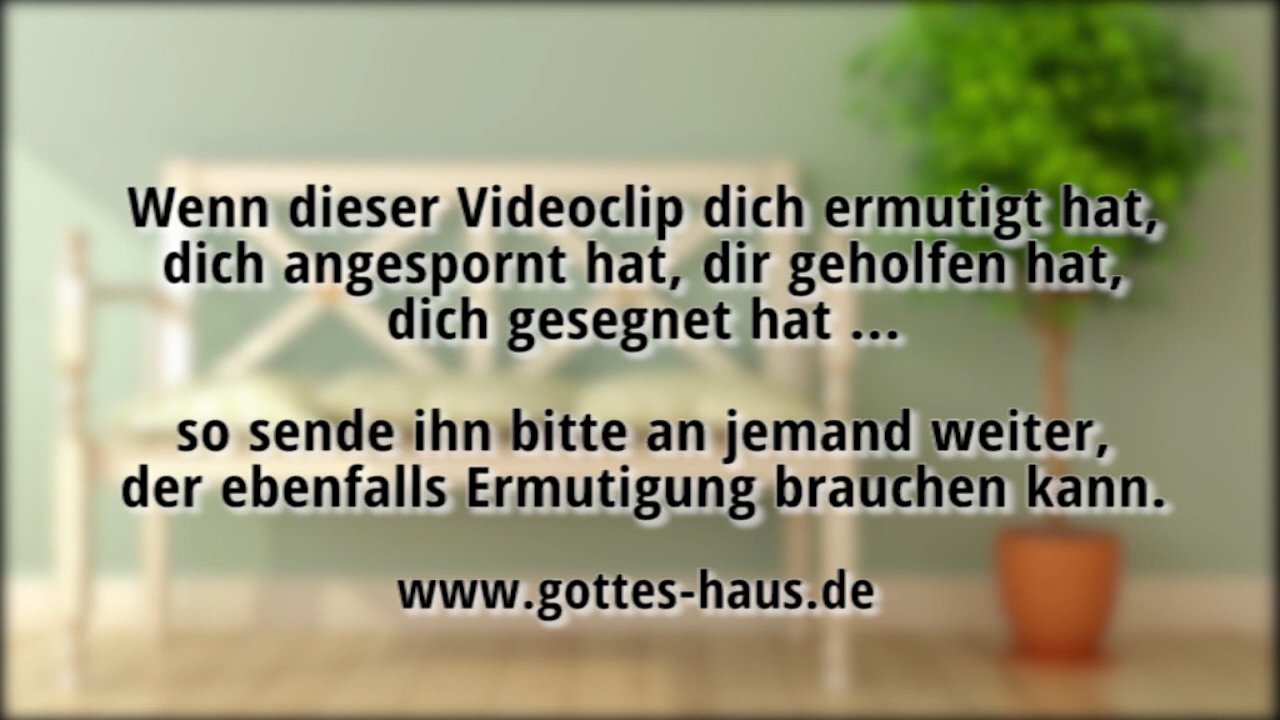 Wenn dieser Videoclip dich ermutigt hat,
dich angespornt hat, dir geholfen hat,
dich gesegnet hat ...
so sende ihn bitte an jemand weiter,
der ebenfalls Ermutigung brauchen kann.
www.gottes-haus.de